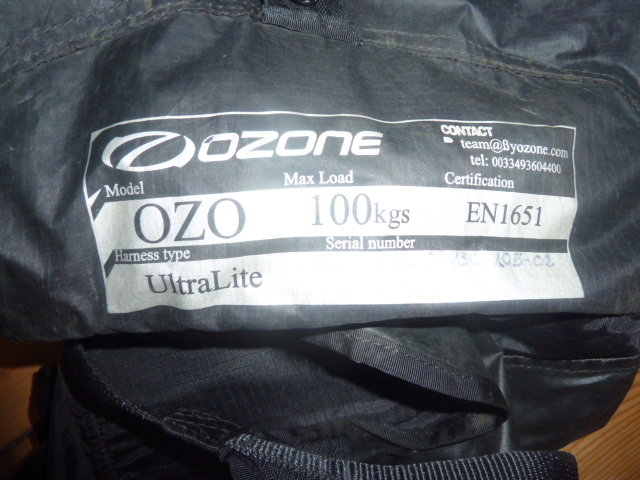 OZONE
CONTACT
team@flyozone.com
tel: 0033493604400
Model
Max Load
Certification
OZO
100kgs
EN1651
Harness type
Serial number
UltraLite